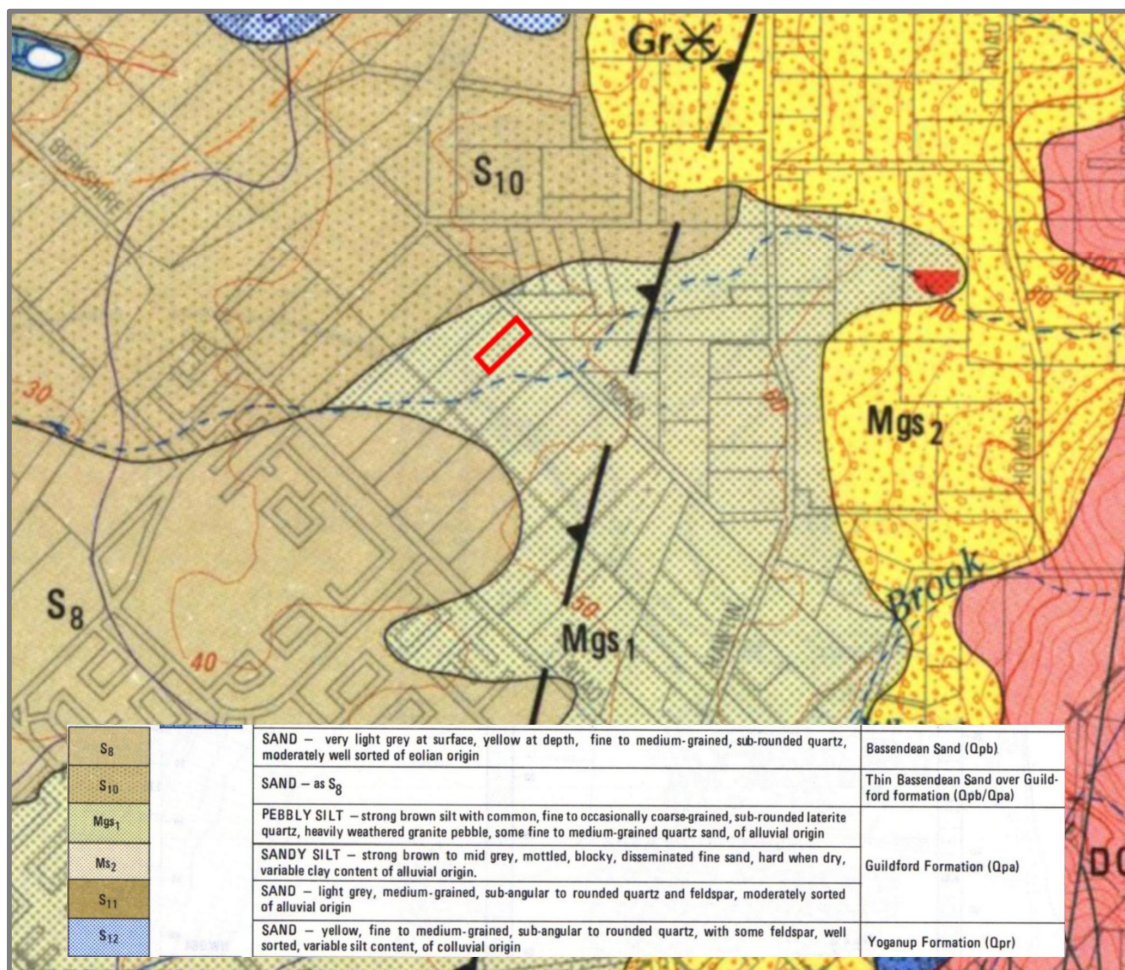 Gr
ROAD
BERKSHIRE
S10
90
100
80
70
30
ROAD
60
Mgs2
HOLMES
Brook
S8
40
50
Mgs1
HAWTIN
ROAD
S8
SAND – very light grey at surface, yellow at depth, fine to medium-grained, sub-rounded quartz,
moderately well sorted of eolian origin
Bassendean Sand (Qpb)
S10
SAND – as S8
Thin Bassendean Sand over Guild-
ford formation (Qpb/Qpa)
Mgs1
PEBBLY SILT – strong brown silt with common, fine to occasionally coarse-grained, sub-rounded laterite
quartz, heavily weathered granite pebble, some fine to medium-grained quartz sand, of alluvial origin
Ms2
SANDY SILT – strong brown to mid grey, mottled, blocky, disseminated fine sand, hard when dry,
variable clay content of alluvial origin.
Guildford Formation (Qpa)
S11
SAND – light grey, medium-grained, sub-angular to rounded quartz and feldspar, moderately sorted
of alluvial origin
S12
SAND – yellow, fine to medium-grained, sub-angular to rounded quartz, with some feldspar, well
sorted, variable silt content, of colluvial origin
Yoganup Formation (Qpr)